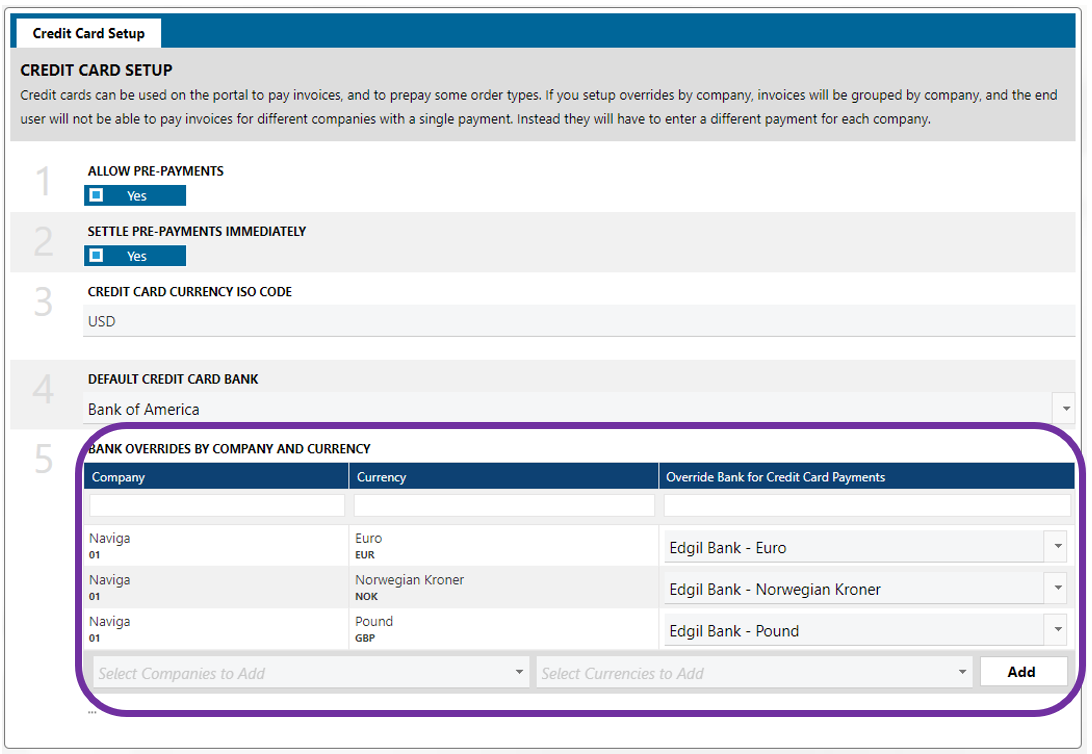 Credit Card Setup
CREDIT CARD SETUP
Credit cards can be used on the portal to pay invoices, and to prepay some order types. If you setup overrides by company, invoices will be grouped by company, and the end
user will not be able to pay invoices for different companies with a single payment. Instead they will have to enter a different payment for each company.
1
ALLOW PRE-PAYMENTS
Yes
2
SETTLE PRE-PAYMENTS IMMEDIATELY
Yes
3
CREDIT CARD CURRENCY ISO CODE
USD
4
DEFAULT CREDIT CARD BANK
Bank of America
5
BANK OVERRIDES BY COMPANY AND CURRENCY
Company Currency Override Bank for Credit Card Payments
Naviga Euro Edgil Bank - Euro
01 EUR
Naviga Norwegian Kroner Edgil Bank - Norwegian Kroner
01 NOK
Naviga Pound Edgil Bank - Pound
01 GBP
Select Companies to Add Select Currencies to Add Add
...